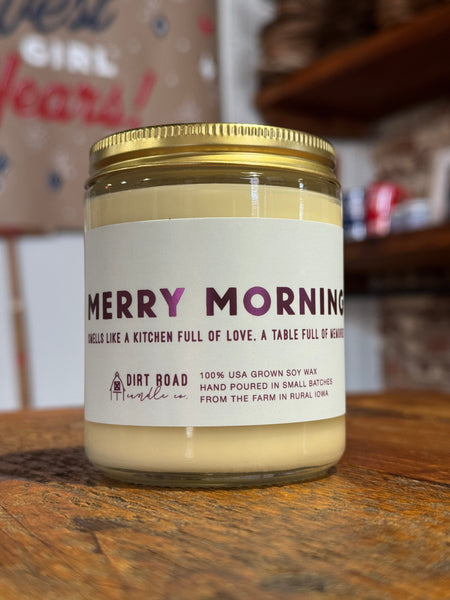 GIRL
Years!
MERRY MORNING
SMELLS LIKE A KITCHEN FULL OF LOVE, A TABLE FULL OF
DIRT ROAD
candle co.
100% USA GROWN SOY WAX
HAND POURED IN SMALL BATCHES
FROM THE FARM IN RURAL IOWA